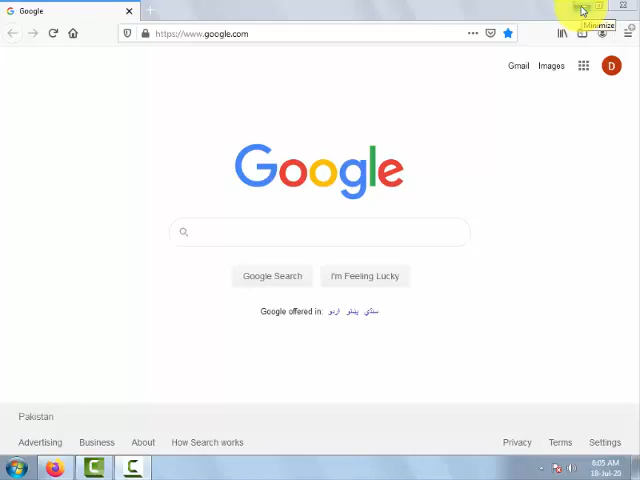 Google
Minimize
https://www.google.com
Gmail Images D
Google
Google Search I'm Feeling Lucky
Google offered in: اردو پښتو سنڌي
Pakistan
Advertising Business About How Search works Privacy Terms Settings
6:05 AM
18-Jul-20